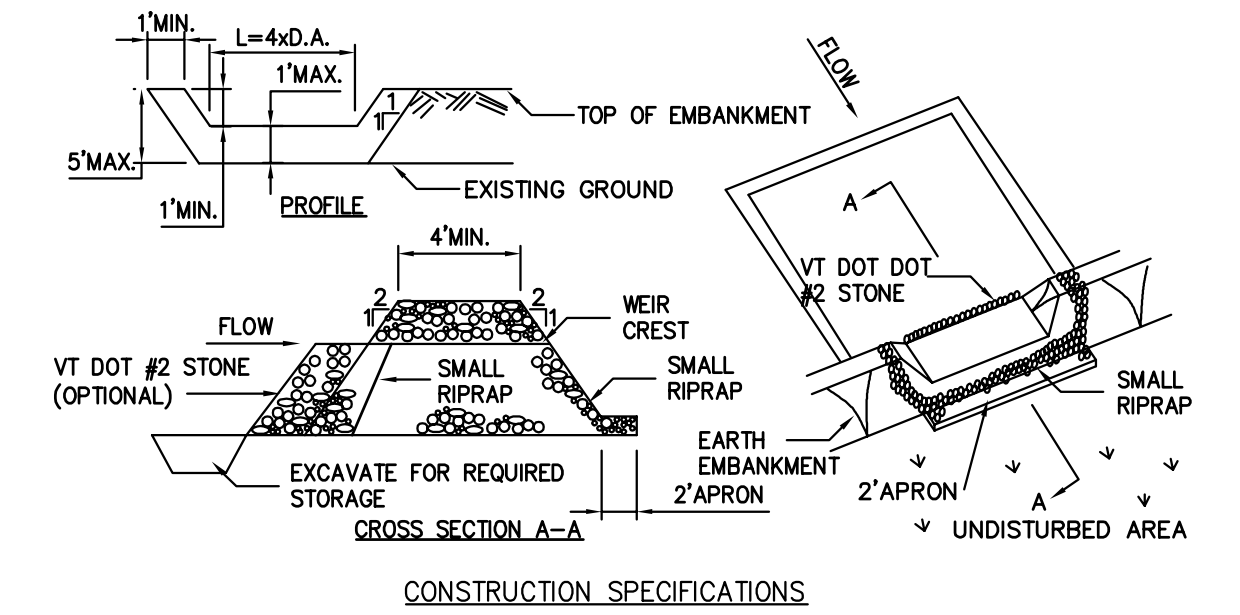 1'MIN.
L=4xD.A.
1'MAX.
1
1
TOP OF EMBANKMENT
5'MAX.
EXISTING GROUND
1'MIN.
PROFILE
4'MIN.
2
1
2
1
FLOW
WEIR
CREST
VT DOT #2 STONE
(OPTIONAL)
SMALL
RIPRAP
SMALL
RIPRAP
EXCAVATE FOR REQUIRED
STORAGE
2'APRON
CROSS SECTION A-A
FLOW
A
VT DOT DOT
#2 STONE
SMALL
RIPRAP
EARTH
EMBANKMENT
2'APRON
A
UNDISTURBED AREA
CONSTRUCTION SPECIFICATIONS